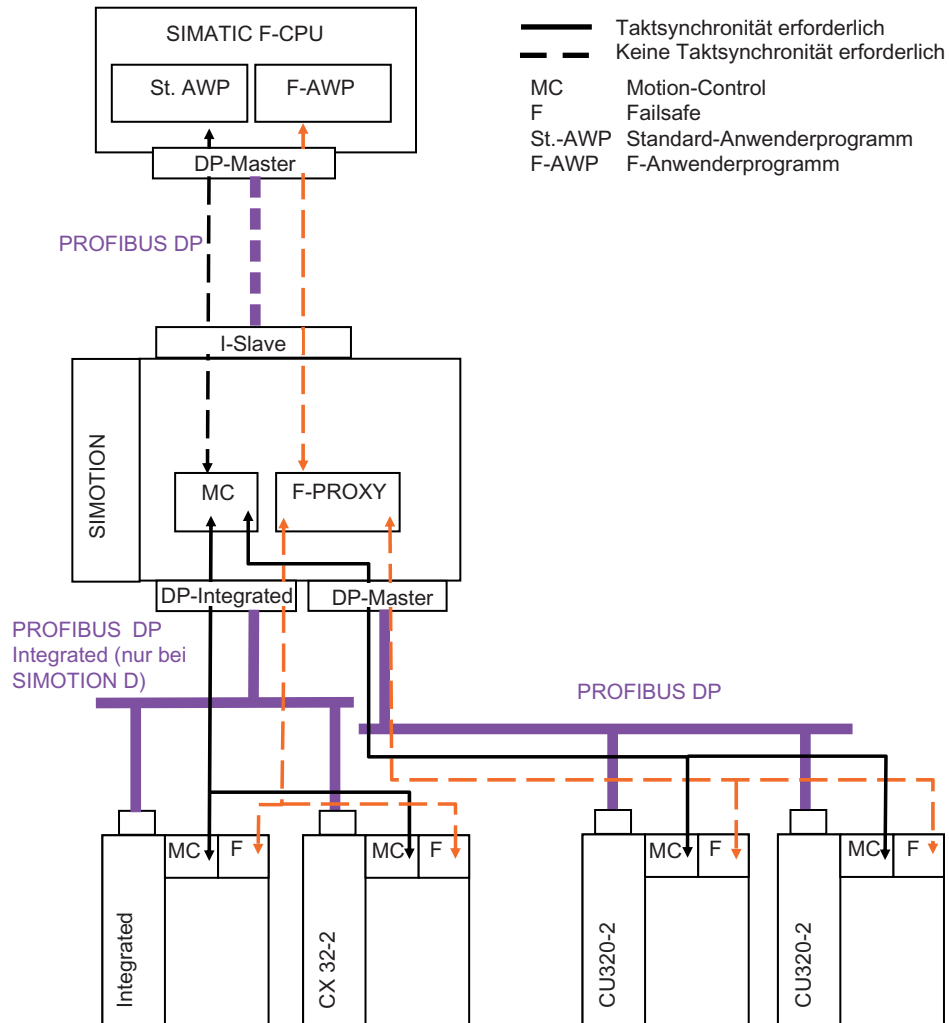 SIMATIC F-CPU
St. AWP
F-AWP
DP-Master
Taktsynchronität erforderlich
Keine Taktsynchronität erforderlich
MC Motion-Control
F Failsafe
St.-AWP Standard-Anwenderprogramm
F-AWP F-Anwenderprogramm
PROFIBUS DP
I-Slave
SIMOTION
MC
F-PROXY
DP-Integrated
DP-Master
PROFIBUS DP
Integrated (nur bei
SIMOTION D)
PROFIBUS DP
Integrated
MC
F
CX 32-2
MC
F
CU320-2
MC
F
CU320-2
MC
F